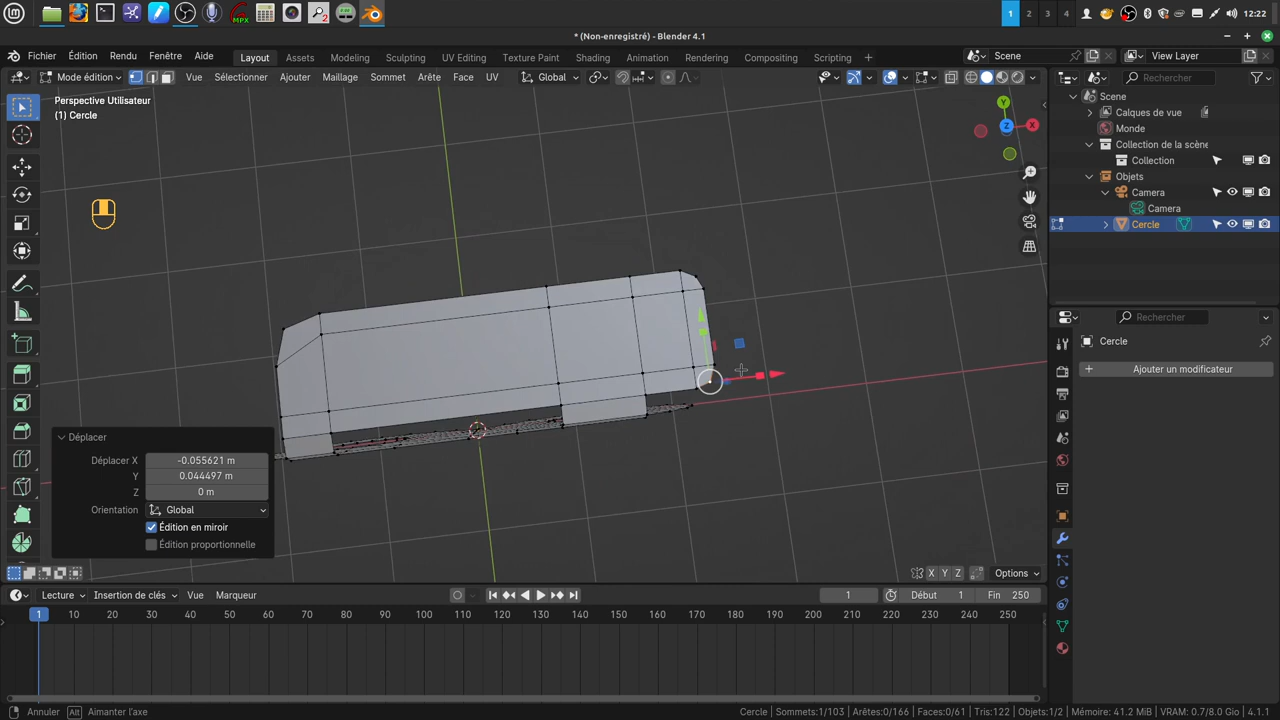 MPX
2
1
2
3
4
12:22
* (Non-enregistré) - Blender 4.1
Fichier
Édition
Rendu
Fenêtre
Aide
Layout
Modeling
Sculpting
UV Editing
Texture Paint
Shading
Animation
Rendering
Compositing
Scripting
+
Scene
View Layer
Mode édition
Vue
Sélectionner
Ajouter
Maillage
Sommet
Arête
Face
UV
Global
Perspective Utilisateur
(1) Cercle
Y
X
Z
Rechercher
Scene
Calques de vue
Monde
Collection de la scène
Collection
Objets
Camera
Camera
Cercle
Rechercher
Cercle
+ Ajouter un modificateur
Déplacer
Déplacer X -0.055621 m
Y 0.044497 m
Z 0 m
Orientation Global
Édition en miroir
Édition proportionnelle
X Y Z
Options
Lecture
Insertion de clés
Vue
Marqueur
1
Début 1
Fin 250
1 10 20 30 40 50 60 70 80 90 100 110 120 130 140 150 160 170 180 190 200 210 220 230 240 250
Annuler
Alt Aimanter l'axe
Cercle | Sommets:1/103 | Arêtes:0/166 | Faces:0/61 | Tris:122 | Objets:1/2 | Mémoire: 41.2 MiB | VRAM: 0.7/8.0 Gio | 4.1.1